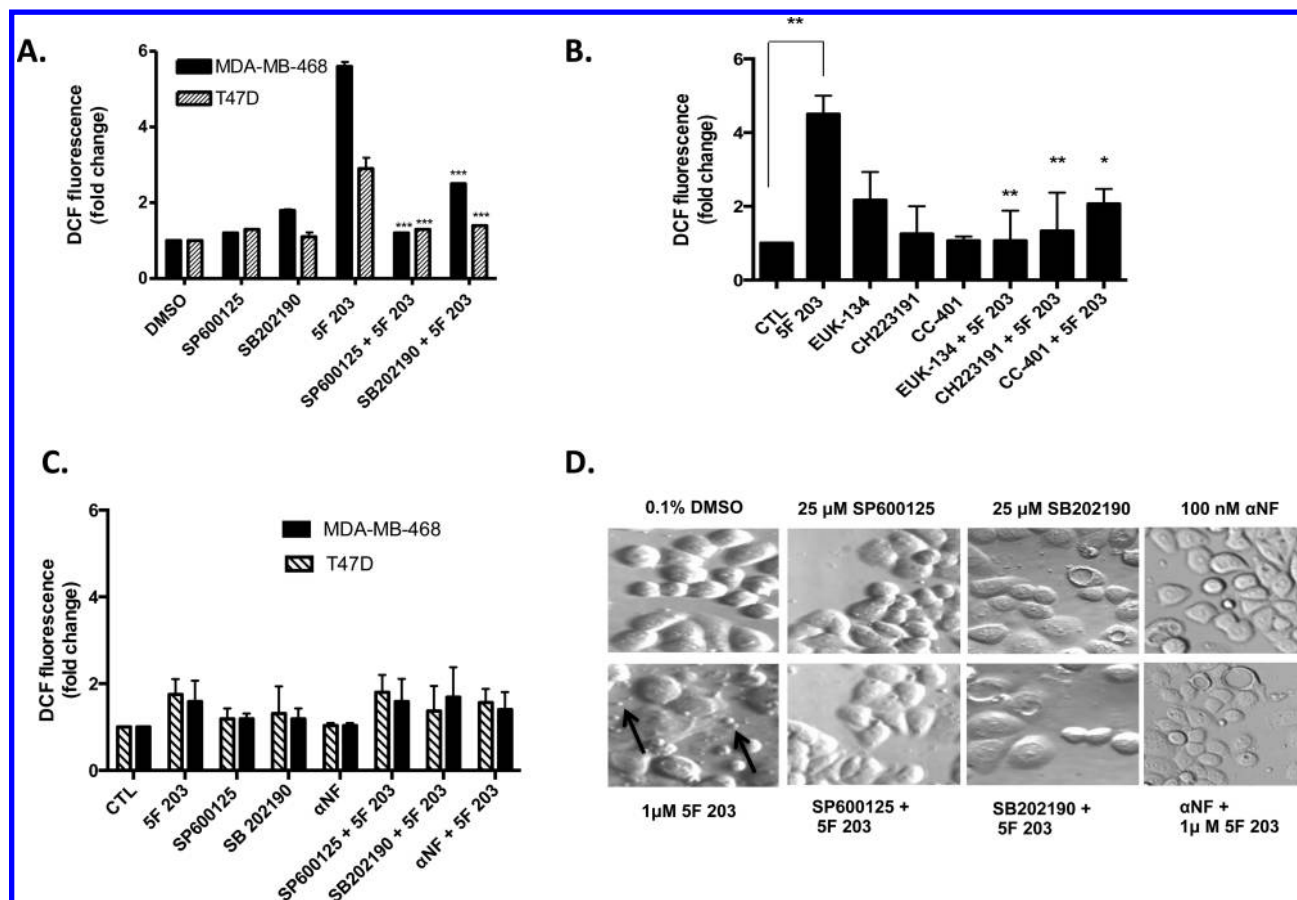 A.
DCF fluorescence
(fold change)
6
4
2
0
MDA-MB-468
T47D
***
***
***
***
DMSO
SP600125
SB202190
5F 203
SP600125 + 5F 203
SB202190 + 5F 203
B.
DCF fluorescence
(fold change)
6
4
2
0
**
**
**
*
CTL
5F 203
EUK-134
CH223191
CC-401
EUK-134 + 5F 203
CH223191 + 5F 203
CC-401 + 5F 203
C.
DCF fluorescence
(fold change)
6
4
2
0
MDA-MB-468
T47D
CTL
5F 203
SP600125
SB 202190
αNF
SP600125 + 5F 203
SB202190 + 5F 203
αNF + 5F 203
D.
0.1% DMSO
25 µM SP600125
25 µM SB202190
100 nM αNF
1µM 5F 203
SP600125 +
5F 203
SB202190 +
5F 203
αNF +
1µ M 5F 203